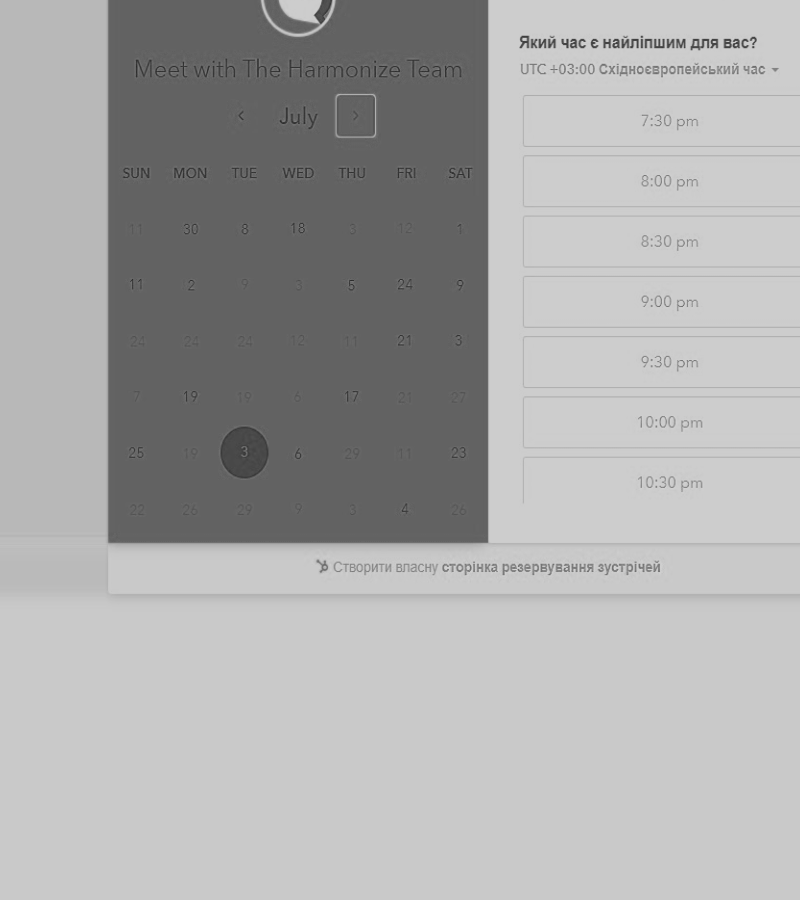 Meet with The Harmonize Team
July
SUN MON TUE WED THU FRI SAT
11 30 8 18 3 12 1
11 2 9 3 5 24 9
24 24 24 12 11 21 3
7 19 19 6 17 21 27
25 19 3 6 29 11 23
22 26 29 9 3 4 26
Який час є найліпшим для вас?
UTC +03:00 Східноєвропейський час
7:30 pm
8:00 pm
8:30 pm
9:00 pm
9:30 pm
10:00 pm
10:30 pm
Створити власну сторінка резервування зустрічей